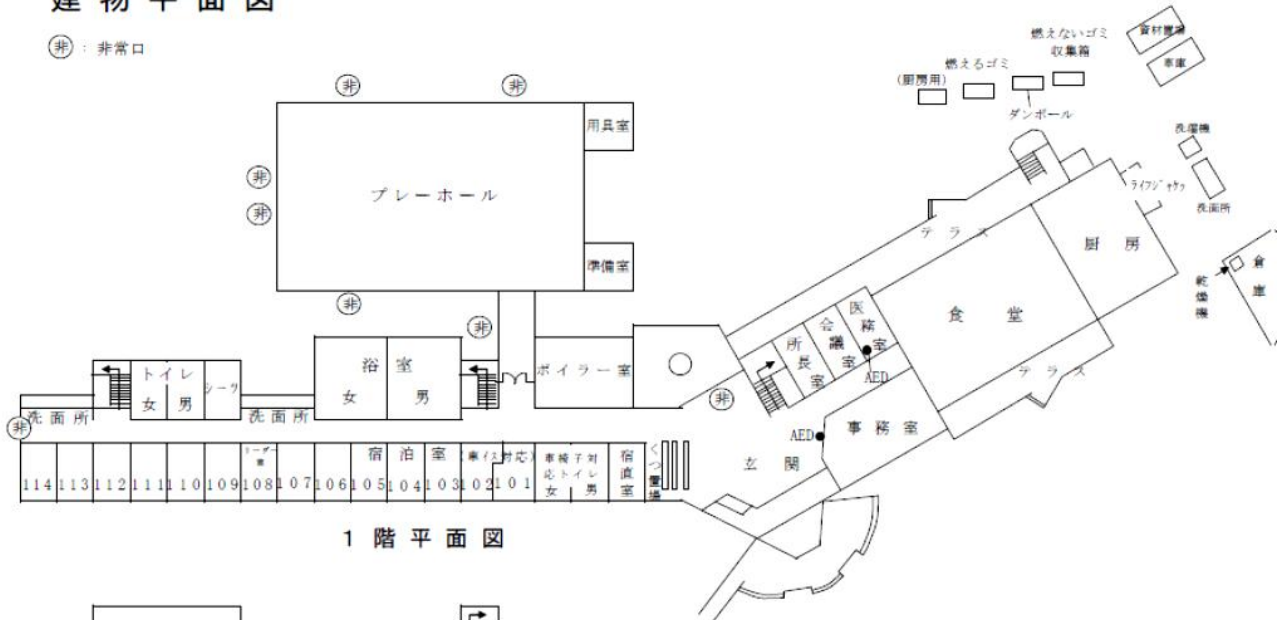 建物平面図
非：非常口
燃えないゴミ
収集箱
資材置場
車庫
燃えるゴミ
(厨房用)
ダンボール
洗濯機
ライフジャケッ
洗面所
倉庫
乾燥機
非
非
用具室
非
非
プレーホール
準備室
非
非
テラス
厨房
食堂
テラス
医務室
会議室
所長室
AED
非
ボイラー室
浴室
女
男
トイレ
女
男
シーツ
洗面所
洗面所
非
AED
事務室
玄関
リーダー室
宿泊室
(車イス対応)
車椅子対
応トイレ
女
男
宿直室
くつ置場
114 113 112 111 110 109 108 107 106 105 104 103 102 101
1階平面図